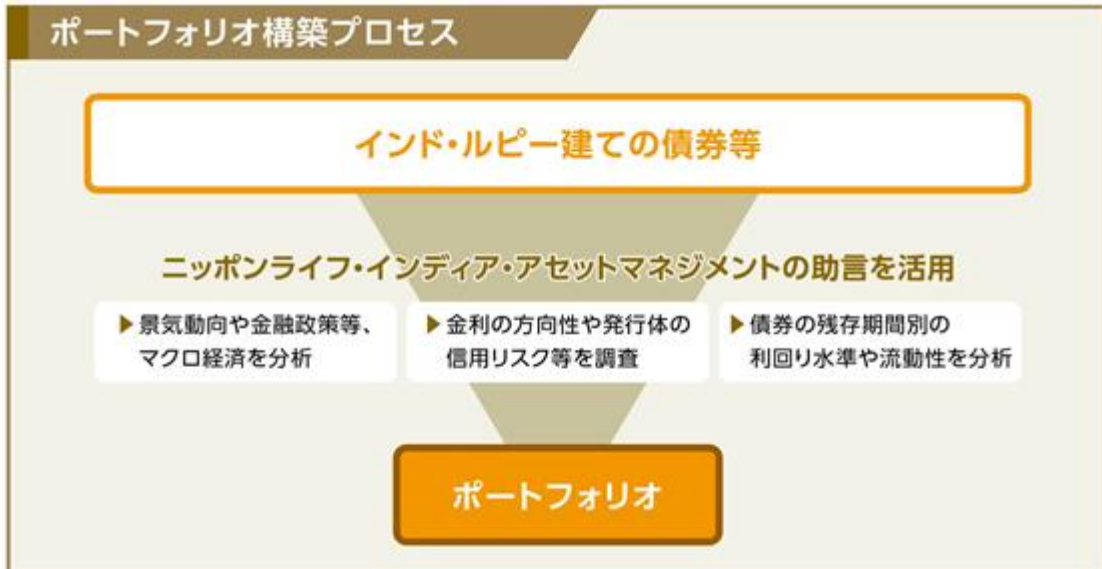 ポートフォリオ構築プロセス
インド・ルピー建ての債券等
ニッポンライフ・インディア・アセットマネジメントの助言を活用
▶景気動向や金融政策等、
マクロ経済を分析
▶金利の方向性や発行体の
信用リスク等を調査
▶債券の残存期間別の
利回り水準や流動性を分析
ポートフォリオ